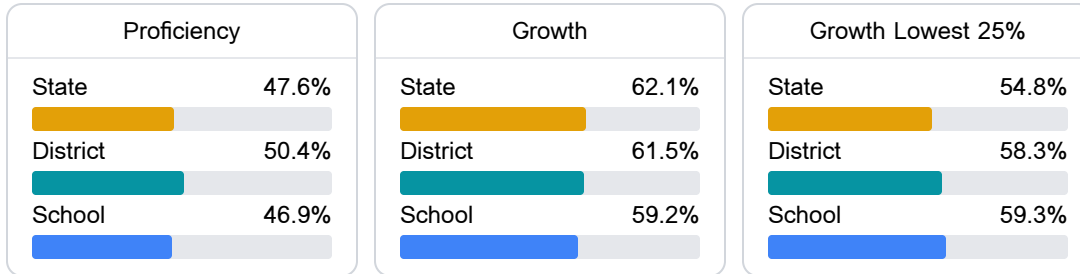 Proficiency
State 47.6%
District 50.4%
School 46.9%
Growth
State 62.1%
District 61.5%
School 59.2%
Growth Lowest 25%
State 54.8%
District 58.3%
School 59.3%